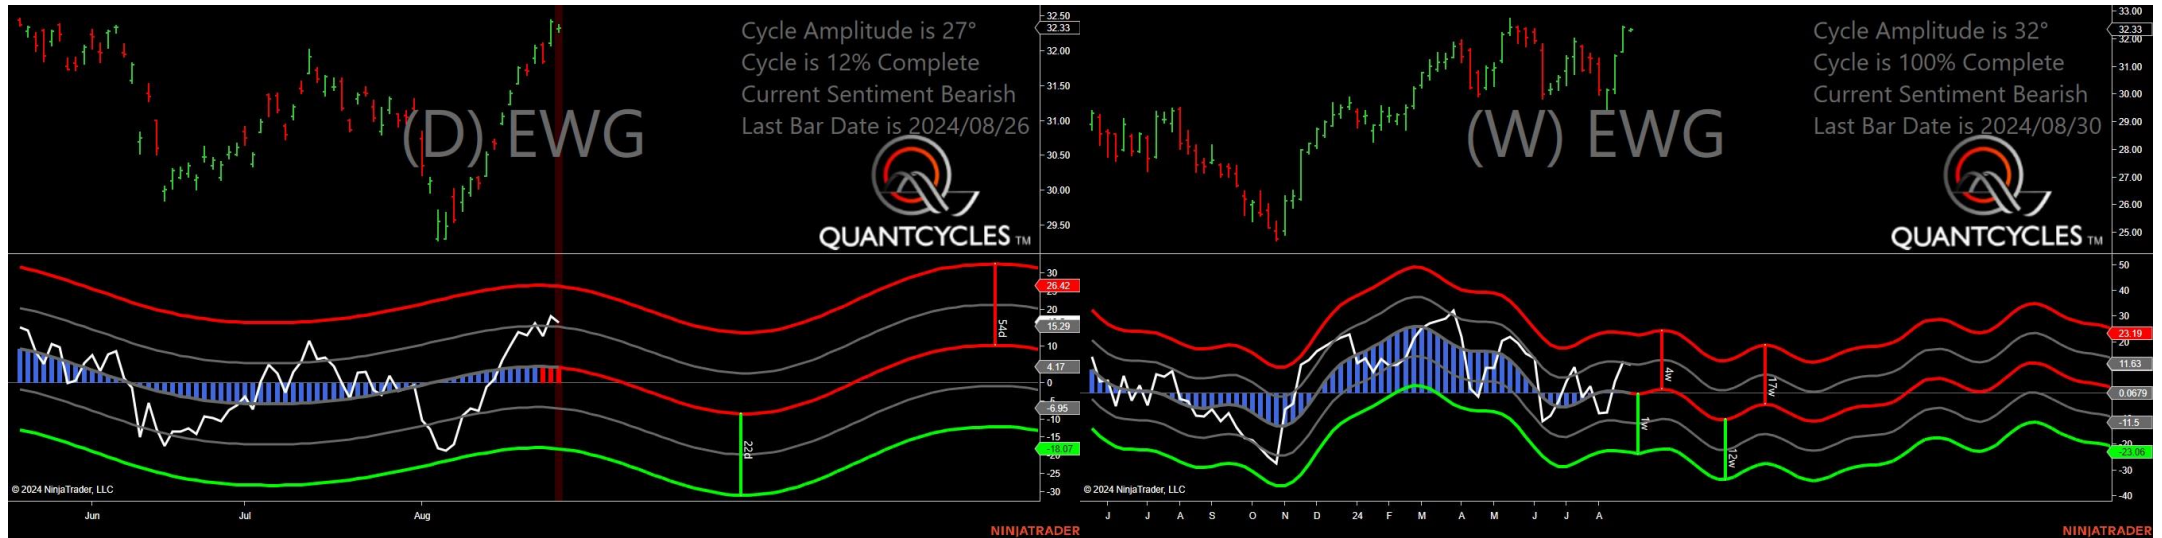 Cycle Amplitude is 27°
Cycle is 12% Complete
Current Sentiment Bearish
Last Bar Date is 2024/08/26
(D) EWG
QUANTCYCLES TM
32.50
32.33
32.00
31.50
31.00
30.50
30.00
29.50
30
26.42
20
15.29
10
4.17
0
-6.95
-10
-15
-18.07
-25
-30
54d
22d
© 2024 NinjaTrader, LLC
Jun Jul Aug
NINJATRADER
Cycle Amplitude is 32°
Cycle is 100% Complete
Current Sentiment Bearish
Last Bar Date is 2024/08/30
(W) EWG
QUANTCYCLES TM
33.00
32.33
32.00
31.00
30.00
29.00
28.00
27.00
26.00
25.00
50
40
30
23.19
20
11.63
0.0679
-11.5
-20
-23.06
-30
-40
4w
17w
1w
12w
© 2024 NinjaTrader, LLC
J J A S O N D 24 F M A M J J A
NINJATRADER